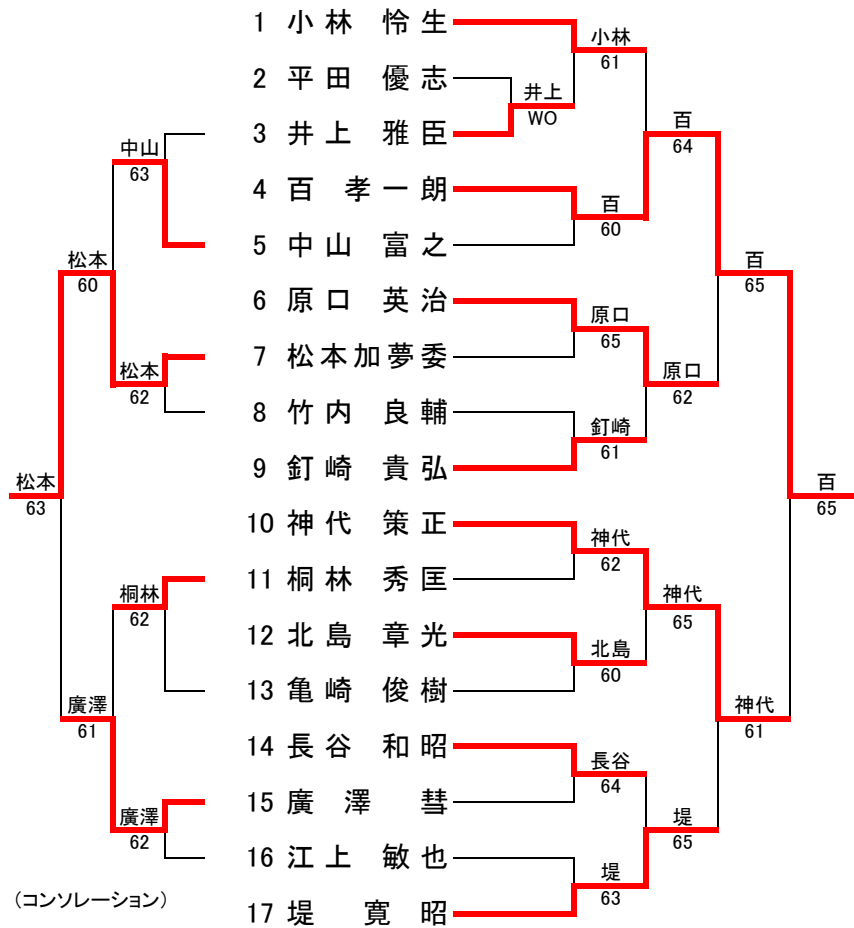 1 小林 怜生
2 平田 優志
3 井上 雅臣
4 百 孝一朗
5 中山 富之
6 原口 英治
7 松本加夢委
8 竹内 良輔
9 釘崎 貴弘
10 神代 策正
11 桐林 秀匡
12 北島 章光
13 亀崎 俊樹
14 長谷 和昭
15 廣澤 彗
16 江上 敏也
17 堤 寛昭
中山
63
松本
60
松本
62
松本
63
桐林
62
廣澤
61
廣澤
62
(コンソレーション)
小林
61
井上
WO
百
64
百
60
百
65
原口
65
原口
62
釘崎
61
百
65
神代
62
神代
65
北島
60
神代
61
長谷
64
堤
65
堤
63